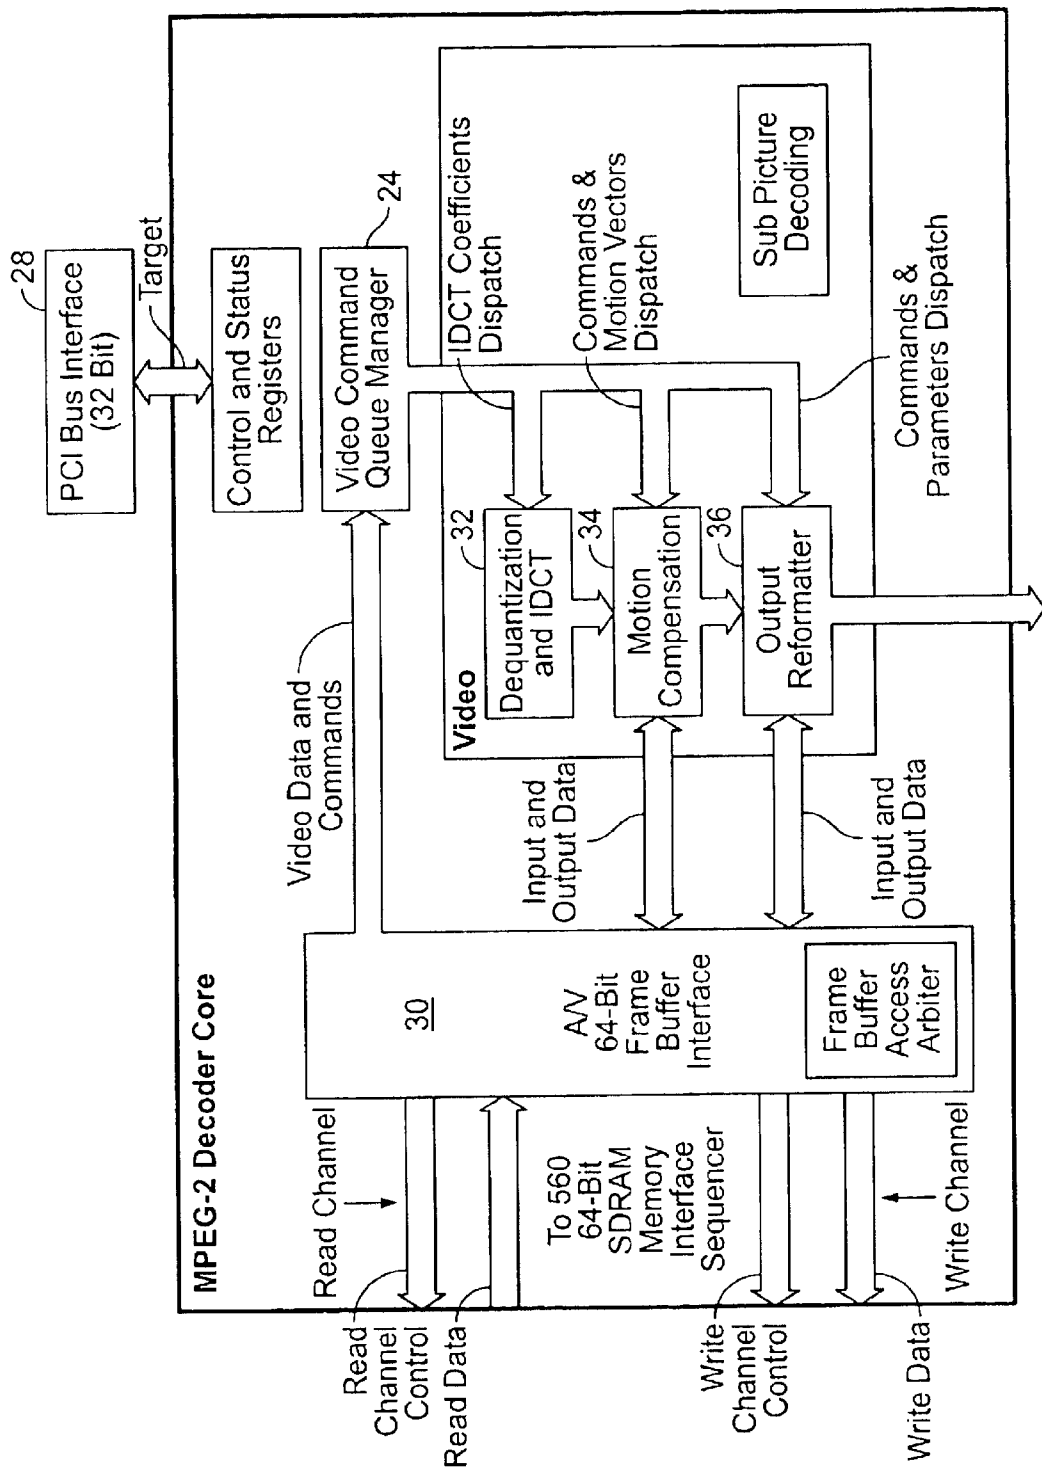 MPEG-2 Decoder Core
28
PCI Bus Interface
(32 Bit)
Target
Control and Status
Registers
24
Video Command
Queue Manager
Video Data and
Commands
IDCT Coefficients
Dispatch
Commands &
Motion Vectors
Dispatch
Sub Picture
Decoding
Commands &
Parameters Dispatch
Video
32
Dequantization
and IDCT
34
Motion
Compensation
36
Output
Reformatter
Input and
Output Data
Input and
Output Data
30
A/V
64-Bit
Frame
Buffer
Interface
Frame
Buffer
Access
Arbiter
Read Channel
Read
Channel
Control
Read Data
To 560
64-Bit
SDRAM
Memory
Interface
Sequencer
Write
Channel
Control
Write Data
Write Channel